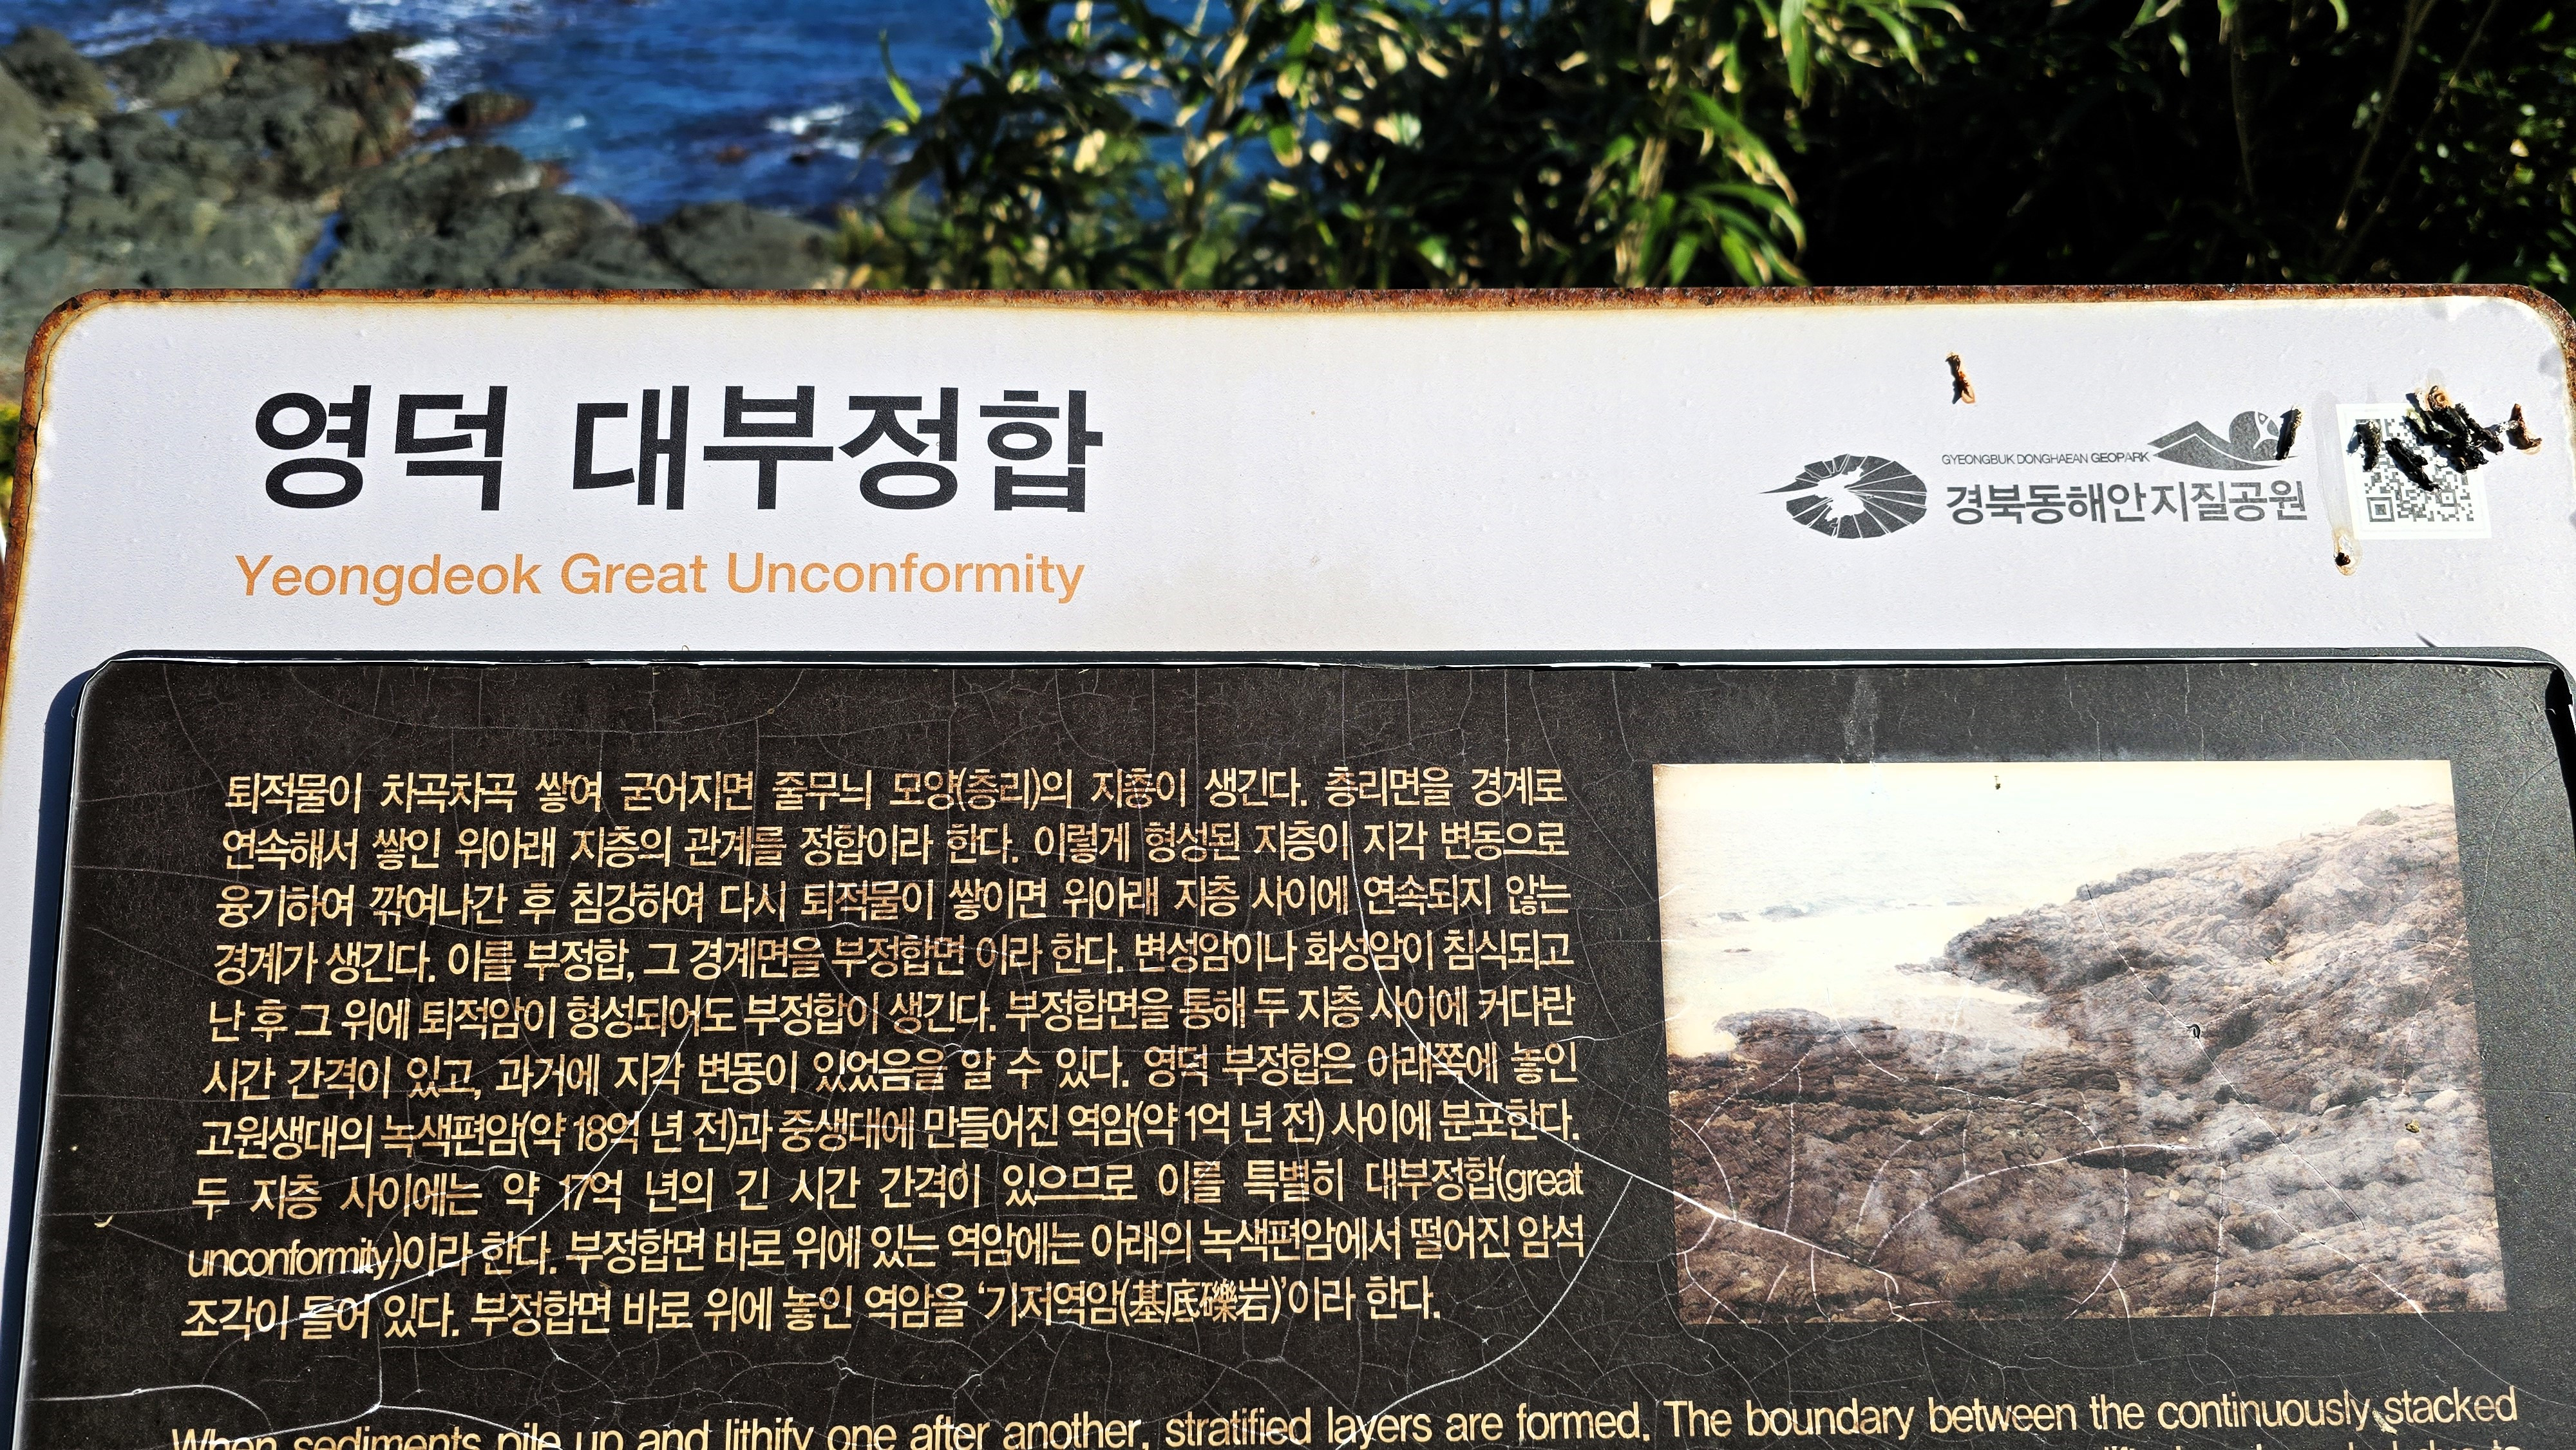 영덕 대부정합
Yeongdeok Great Unconformity
GYEONGBUK DONGHAEAN GEOPARK
경북동해안지질공원
퇴적물이 차곡차곡 쌓여 굳어지면 줄무늬 모양(층리)의 지층이 생긴다. 층리면을 경계로
연속해서 쌓인 위아래 지층의 관계를 정합이라 한다. 이렇게 형성된 지층이 지각 변동으로
융기하여 깎여나간 후 침강하여 다시 퇴적물이 쌓이면 위아래 지층 사이에 연속되지 않는
경계가 생긴다. 이를 부정합, 그 경계면을 부정합면 이라 한다. 변성암이나 화성암이 침식되고
난 후 그 위에 퇴적암이 형성되어도 부정합이 생긴다. 부정합면을 통해 두 지층 사이에 커다란
시간 간격이 있고, 과거에 지각 변동이 있었음을 알 수 있다. 영덕 부정합은 아래쪽에 놓인
고원생대의 녹색편암(약 18억 년 전)과 중생대에 만들어진 역암(약 1억 년 전) 사이에 분포한다.
두 지층 사이에는 약 17억 년의 긴 시간 간격이 있으므로 이를 특별히 대부정합(great
unconformity)이라 한다. 부정합면 바로 위에 있는 역암에는 아래의 녹색편암에서 떨어진 암석
조각이 들어 있다. 부정합면 바로 위에 놓인 역암을 '기저역암(基底礫岩)'이라 한다.
When sediments pile up and lithify one after another, stratified layers are formed. The boundary between the continuously stacked